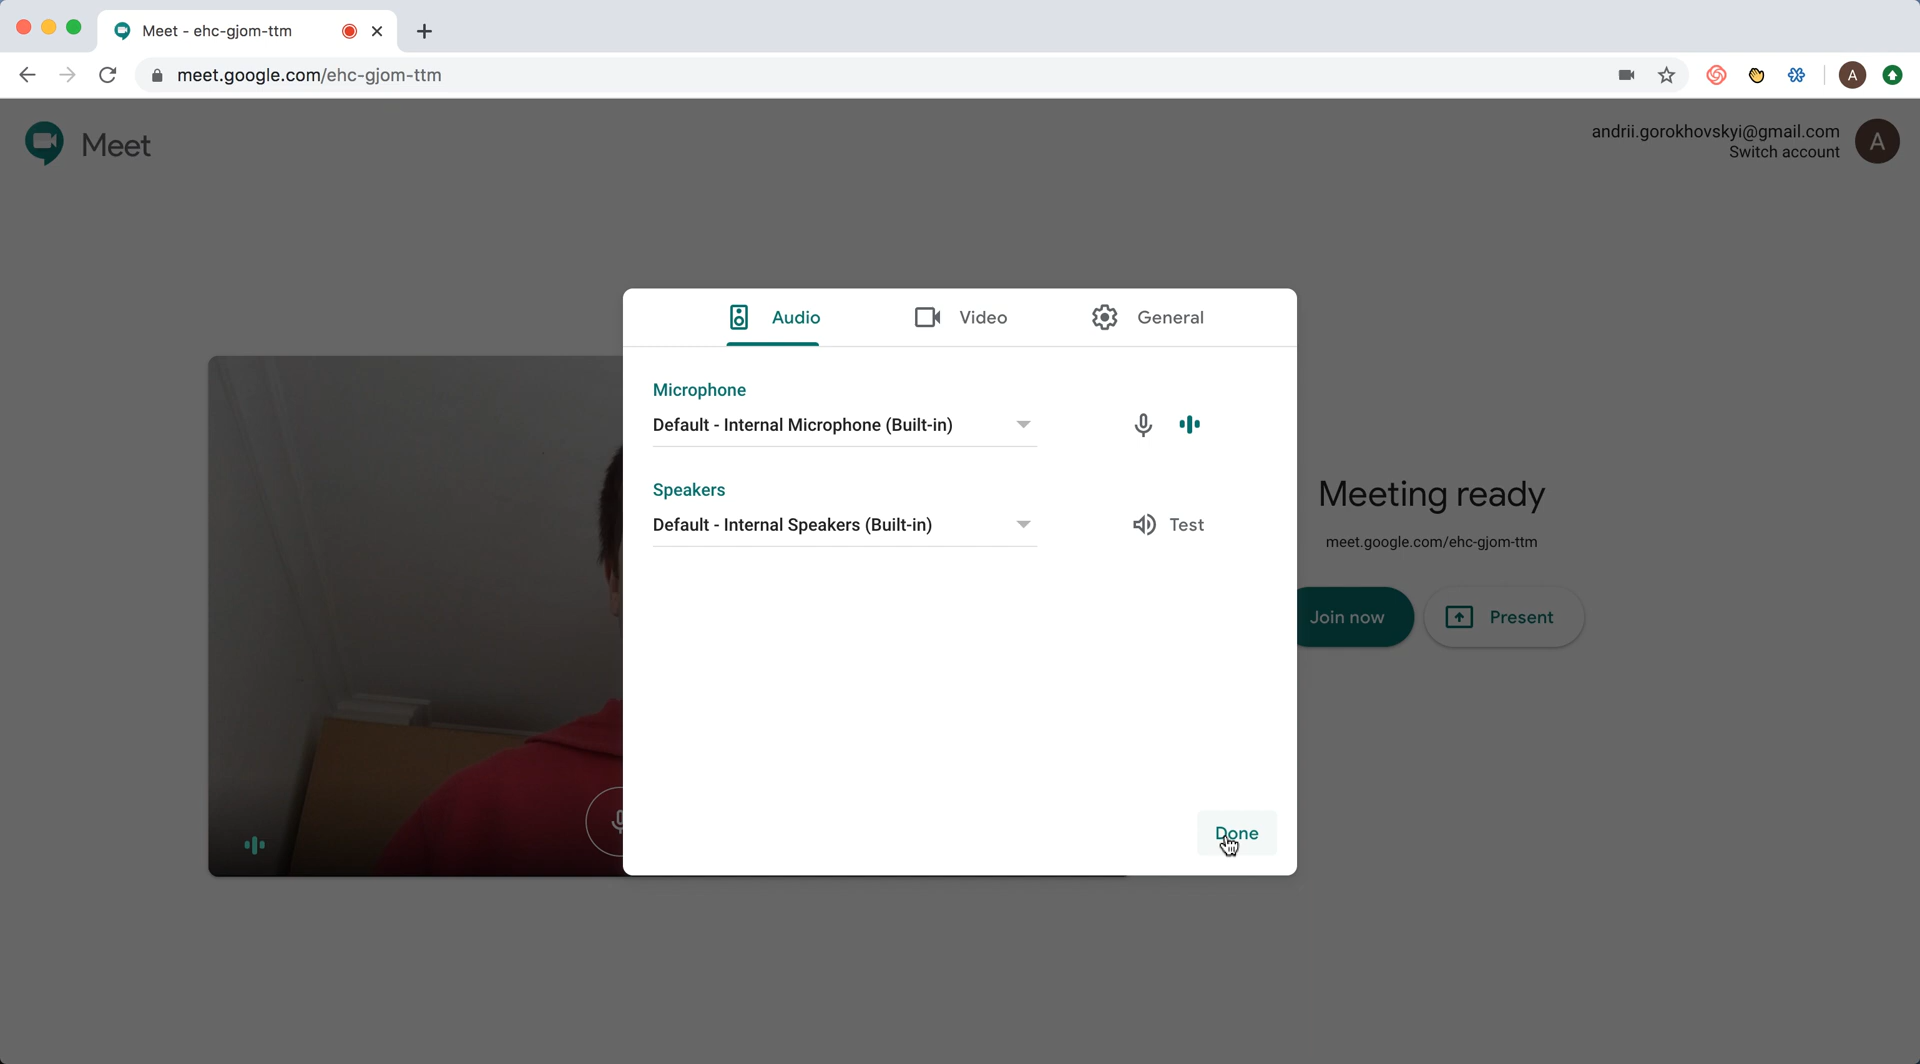 Meet - ehc-gjom-ttm
meet.google.com/ehc-gjom-ttm
A
Meet
andrii.gorokhovskyi@gmail.com
Switch account
A
Audio
Video
General
Microphone
Default - Internal Microphone (Built-in)
Speakers
Default - Internal Speakers (Built-in)
Test
Meeting ready
meet.google.com/ehc-gjom-ttm
Join now
Present
Done